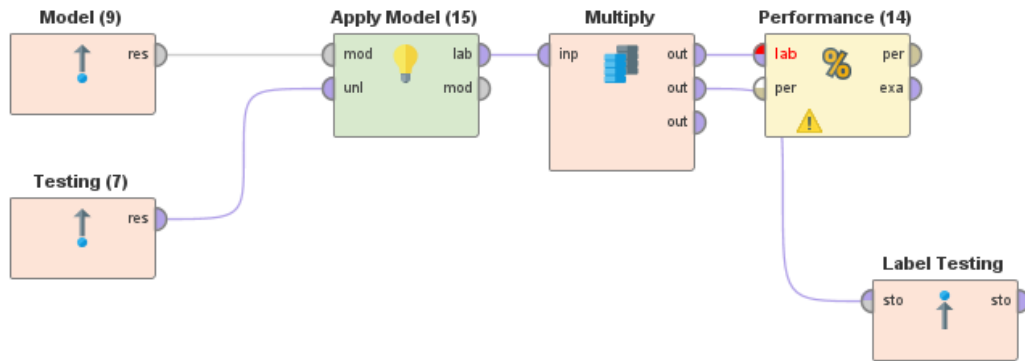 Model (9)
res
Apply Model (15)
mod
lab
unl
mod
Multiply
inp
out
out
out
Performance (14)
%
lab
per
per
exa
Testing (7)
res
Label Testing
sto
sto